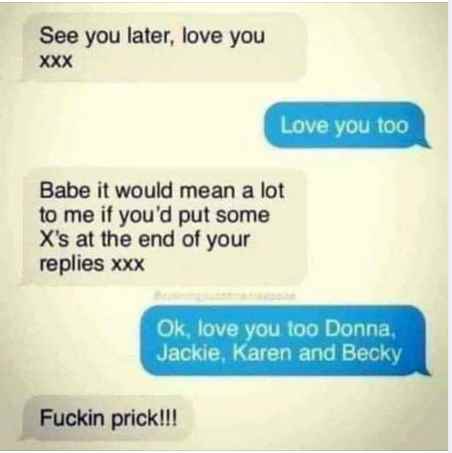 See you later, love you
xxx
Love you too
Babe it would mean a lot
to me if you'd put some
X's at the end of your
replies xxx
Ok, love you too Donna,
Jackie, Karen and Becky
Fuckin prick!!!